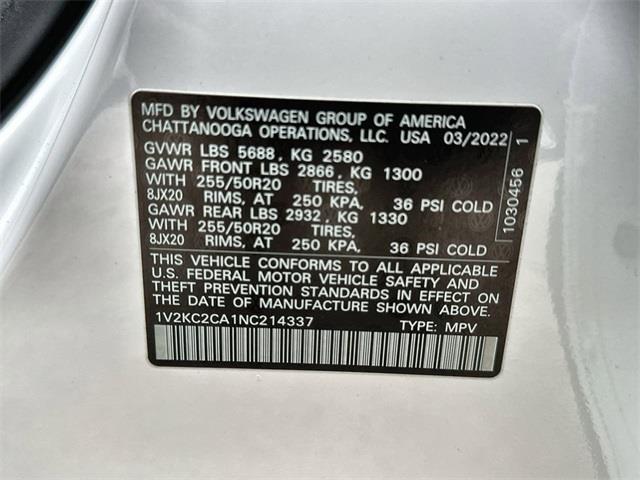 MFD BY VOLKSWAGEN GROUP OF AMERICA
CHATTANOOGA OPERATIONS, LLC. USA 03/2022
GVWR LBS 5688, KG 2580
GAWR FRONT LBS 2866, KG 1300
WITH 255/50R20 TIRES,
8JX20 RIMS, AT 250 KPA, 36 PSI COLD
GAWR REAR LBS 2932, KG 1330
WITH 255/50R20 TIRES,
8JX20 RIMS, AT 250 KPA, 36 PSI COLD
THIS VEHICLE CONFORMS TO ALL APPLICABLE
U.S. FEDERAL MOTOR VEHICLE SAFETY AND
THEFT PREVENTION STANDARDS IN EFFECT ON
THE DATE OF MANUFACTURE SHOWN ABOVE.
1V2KC2CA1NC214337 TYPE: MPV
1030456 1